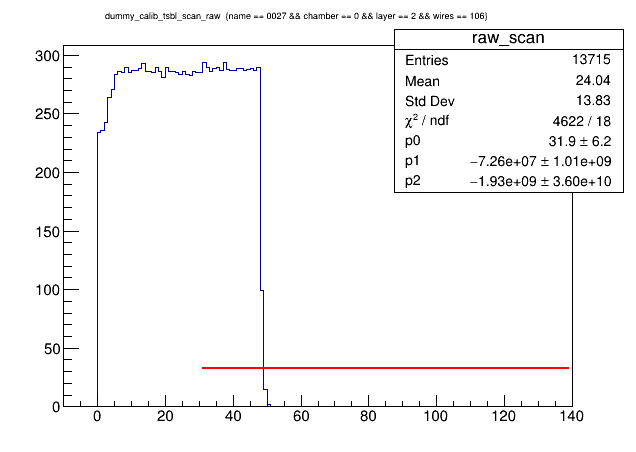 dummy_calib_tsbl_scan_raw (name == 0027 && chamber == 0 && layer == 2 && wires == 106)
raw_scan
Entries 13715
Mean 24.04
Std Dev 13.83
χ² / ndf 4622 / 18
p0 31.9 ± 6.2
p1 −7.26e+07 ± 1.01e+09
p2 −1.93e+09 ± 3.60e+10
300
250
200
150
100
50
0
0 20 40 60 80 100 120 140